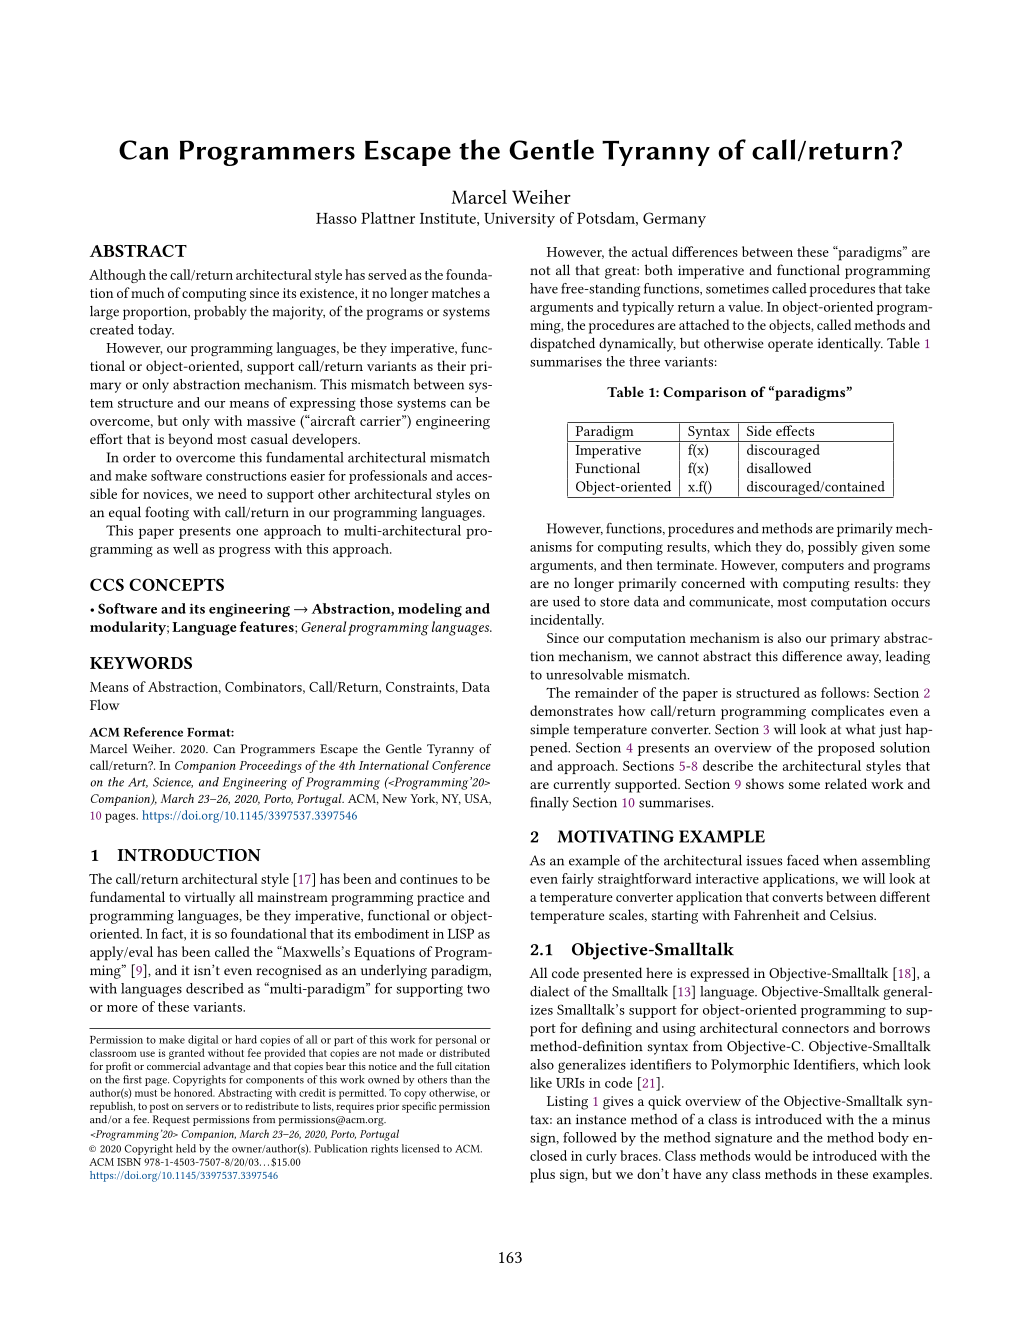 Can Programmers Escape the Gentle Tyranny of call/return?
Marcel Weiher
Hasso Plattner Institute, University of Potsdam, Germany
ABSTRACT
Although the call/return architectural style has served as the founda-
tion of much of computing since its existence, it no longer matches a
large proportion, probably the majority, of the programs or systems
created today.
However, our programming languages, be they imperative, func-
tional or object-oriented, support call/return variants as their pri-
mary or only abstraction mechanism. This mismatch between sys-
tem structure and our means of expressing those systems can be
overcome, but only with massive (“aircraft carrier”) engineering
effort that is beyond most casual developers.
In order to overcome this fundamental architectural mismatch
and make software constructions easier for professionals and acces-
sible for novices, we need to support other architectural styles on
an equal footing with call/return in our programming languages.
This paper presents one approach to multi-architectural pro-
gramming as well as progress with this approach.
CCS CONCEPTS
• Software and its engineering → Abstraction, modeling and
modularity; Language features; General programming languages.
KEYWORDS
Means of Abstraction, Combinators, Call/Return, Constraints, Data
Flow
ACM Reference Format:
Marcel Weiher. 2020. Can Programmers Escape the Gentle Tyranny of
call/return?. In Companion Proceedings of the 4th International Conference
on the Art, Science, and Engineering of Programming (<Programming’20>
Companion), March 23–26, 2020, Porto, Portugal. ACM, New York, NY, USA,
10 pages. https://doi.org/10.1145/3397537.3397546
1 INTRODUCTION
The call/return architectural style [17] has been and continues to be
fundamental to virtually all mainstream programming practice and
programming languages, be they imperative, functional or object-
oriented. In fact, it is so foundational that its embodiment in LISP as
apply/eval has been called the “Maxwells’s Equations of Program-
ming” [9], and it isn’t even recognised as an underlying paradigm,
with languages described as “multi-paradigm” for supporting two
or more of these variants.
Permission to make digital or hard copies of all or part of this work for personal or
classroom use is granted without fee provided that copies are not made or distributed
for profit or commercial advantage and that copies bear this notice and the full citation
on the first page. Copyrights for components of this work owned by others than the
author(s) must be honored. Abstracting with credit is permitted. To copy otherwise, or
republish, to post on servers or to redistribute to lists, requires prior specific permission
and/or a fee. Request permissions from permissions@acm.org.
<Programming’20> Companion, March 23–26, 2020, Porto, Portugal
© 2020 Copyright held by the owner/author(s). Publication rights licensed to ACM.
ACM ISBN 978-1-4503-7507-8/20/03...$15.00
https://doi.org/10.1145/3397537.3397546
However, the actual differences between these “paradigms” are
not all that great: both imperative and functional programming
have free-standing functions, sometimes called procedures that take
arguments and typically return a value. In object-oriented program-
ming, the procedures are attached to the objects, called methods and
dispatched dynamically, but otherwise operate identically. Table 1
summarises the three variants:
Table 1: Comparison of “paradigms”
Paradigm Syntax Side effects
Imperative f(x) discouraged
Functional f(x) disallowed
Object-oriented x.f() discouraged/contained
However, functions, procedures and methods are primarily mech-
anisms for computing results, which they do, possibly given some
arguments, and then terminate. However, computers and programs
are no longer primarily concerned with computing results: they
are used to store data and communicate, most computation occurs
incidentally.
Since our computation mechanism is also our primary abstrac-
tion mechanism, we cannot abstract this difference away, leading
to unresolvable mismatch.
The remainder of the paper is structured as follows: Section 2
demonstrates how call/return programming complicates even a
simple temperature converter. Section 3 will look at what just hap-
pened. Section 4 presents an overview of the proposed solution
and approach. Sections 5-8 describe the architectural styles that
are currently supported. Section 9 shows some related work and
finally Section 10 summarises.
2 MOTIVATING EXAMPLE
As an example of the architectural issues faced when assembling
even fairly straightforward interactive applications, we will look at
a temperature converter application that converts between different
temperature scales, starting with Fahrenheit and Celsius.
2.1 Objective-Smalltalk
All code presented here is expressed in Objective-Smalltalk [18], a
dialect of the Smalltalk [13] language. Objective-Smalltalk general-
izes Smalltalk’s support for object-oriented programming to sup-
port for defining and using architectural connectors and borrows
method-definition syntax from Objective-C. Objective-Smalltalk
also generalizes identifiers to Polymorphic Identifiers, which look
like URIs in code [21].
Listing 1 gives a quick overview of the Objective-Smalltalk syn-
tax: an instance method of a class is introduced with the a minus
sign, followed by the method signature and the method body en-
closed in curly braces. Class methods would be introduced with the
plus sign, but we don’t have any class methods in these examples.
163